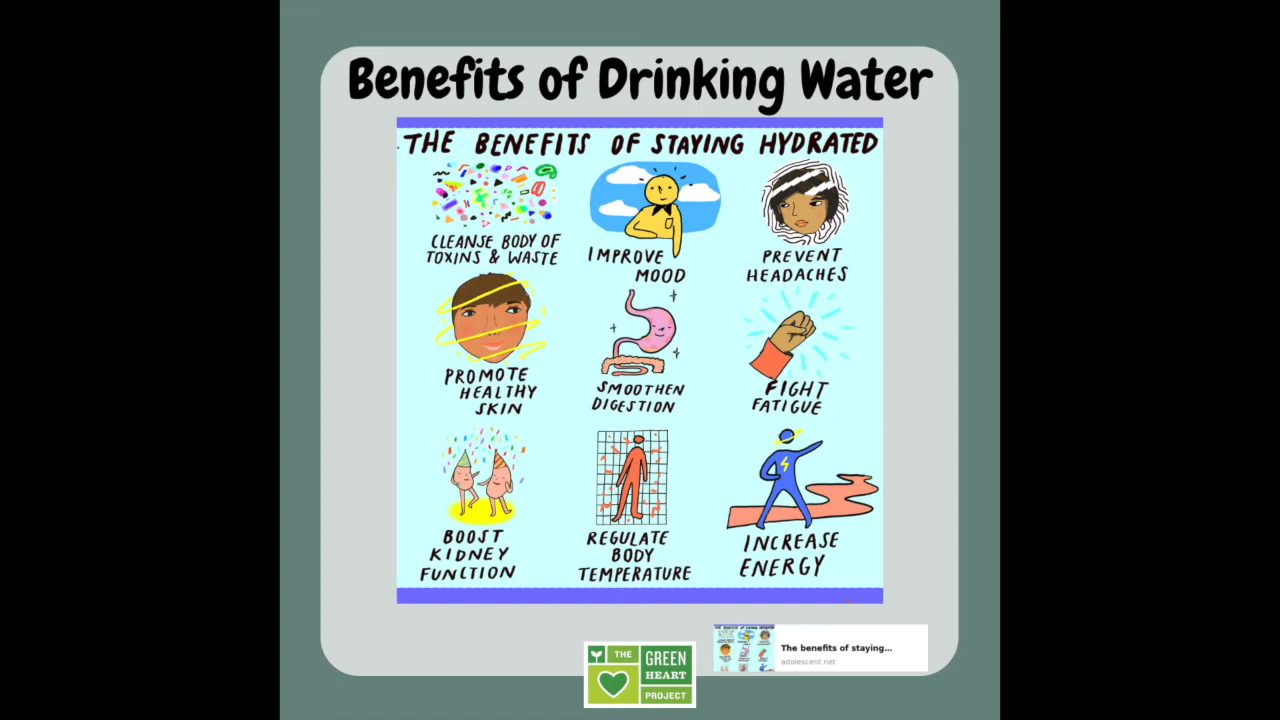 Benefits of Drinking Water
THE BENEFITS OF STAYING HYDRATED
CLEANSE BODY OF
TOXINS & WASTE
IMPROVE
MOOD
PREVENT
HEADACHES
PROMOTE
HEALTHY
SKIN
SMOOTHEN
DIGESTION
FIGHT
FATIGUE
BOOST
KIDNEY
FUNCTION
REGULATE
BODY
TEMPERATURE
INCREASE
ENERGY
THE
GREEN
HEART
PROJECT
The benefits of staying...
adolescent.net